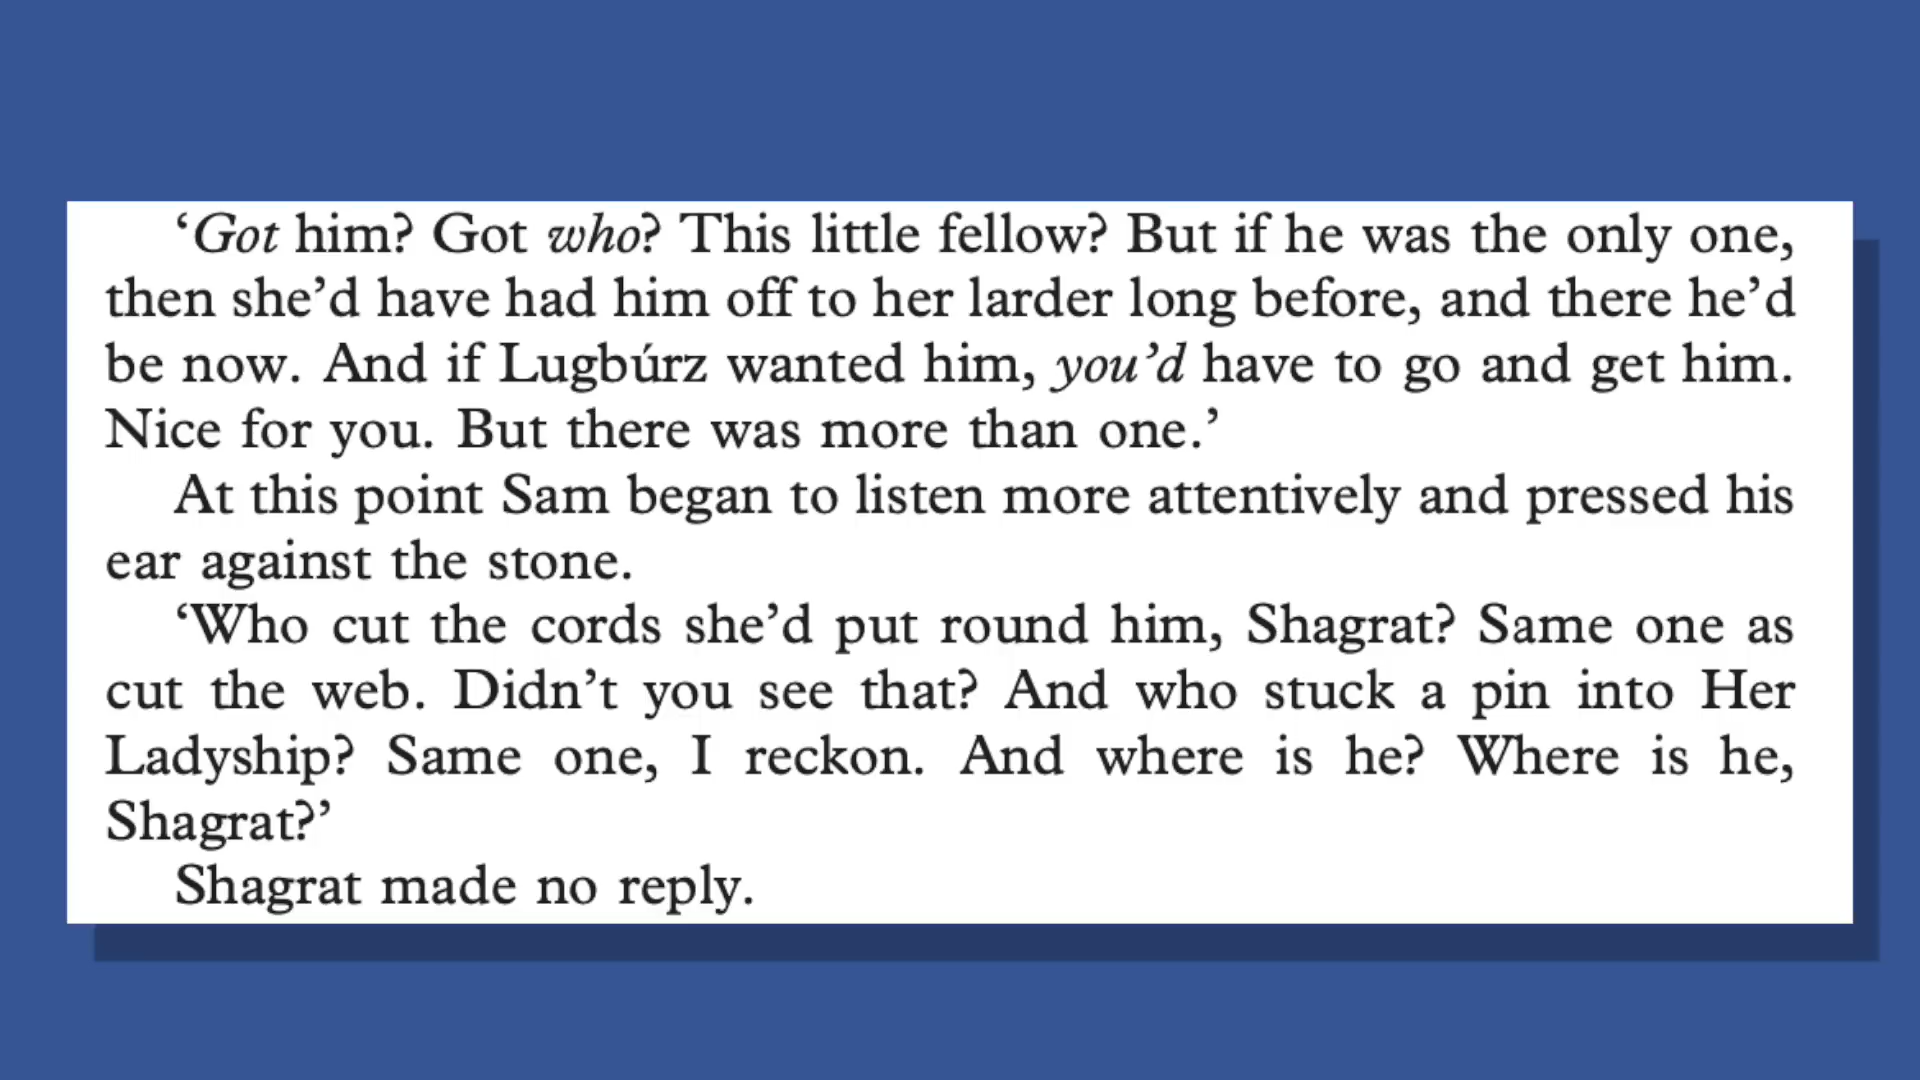 ‘Got him? Got who? This little fellow? But if he was the only one,
then she’d have had him off to her larder long before, and there he’d
be now. And if Lugbúrz wanted him, you’d have to go and get him.
Nice for you. But there was more than one.’
At this point Sam began to listen more attentively and pressed his
ear against the stone.
‘Who cut the cords she’d put round him, Shagrat? Same one as
cut the web. Didn’t you see that? And who stuck a pin into Her
Ladyship? Same one, I reckon. And where is he? Where is he,
Shagrat?’
Shagrat made no reply.